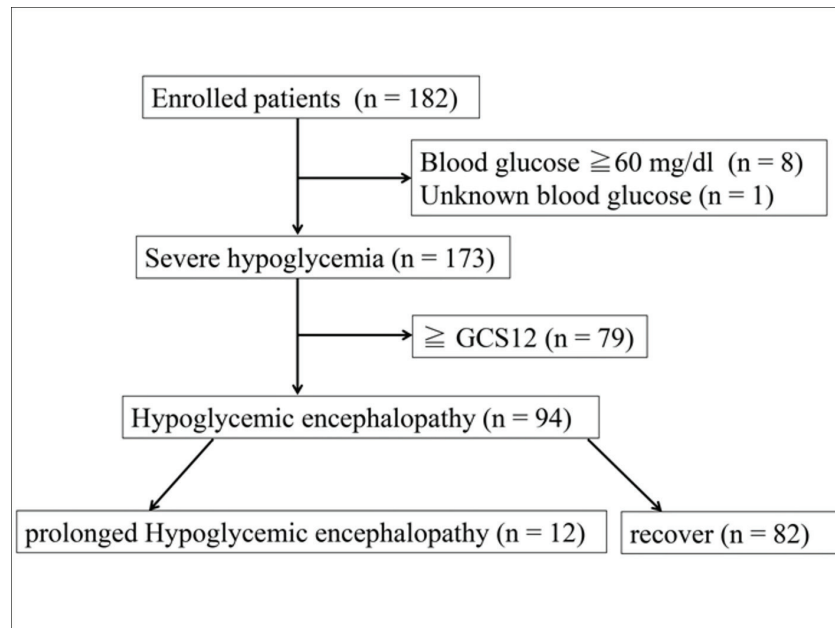 Enrolled patients (n = 182)
Blood glucose ≧60 mg/dl (n = 8)
Unknown blood glucose (n = 1)
Severe hypoglycemia (n = 173)
≧ GCS12 (n = 79)
Hypoglycemic encephalopathy (n = 94)
prolonged Hypoglycemic encephalopathy (n = 12)
recover (n = 82)